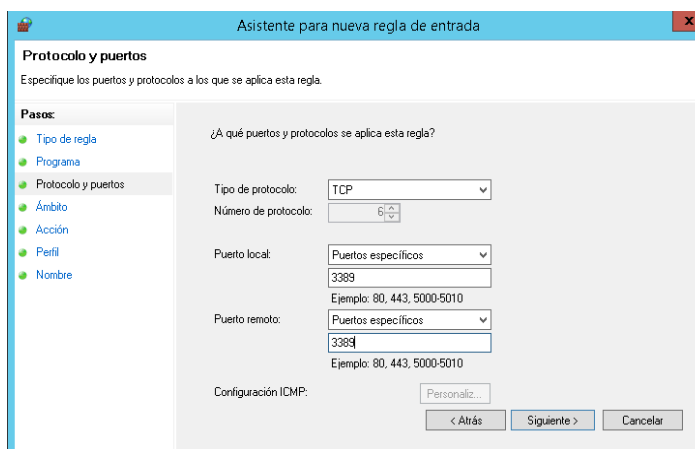 Asistente para nueva regla de entrada
x
Protocolo y puertos
Especifique los puertos y protocolos a los que se aplica esta regla.
Pasos:
Tipo de regla
Programa
Protocolo y puertos
Ámbito
Acción
Perfil
Nombre
¿A qué puertos y protocolos se aplica esta regla?
Tipo de protocolo: TCP
Número de protocolo: 6
Puerto local: Puertos específicos
3389
Ejemplo: 80, 443, 5000-5010
Puerto remoto: Puertos específicos
3389
Ejemplo: 80, 443, 5000-5010
Configuración ICMP: Personaliz...
< Atrás Siguiente > Cancelar